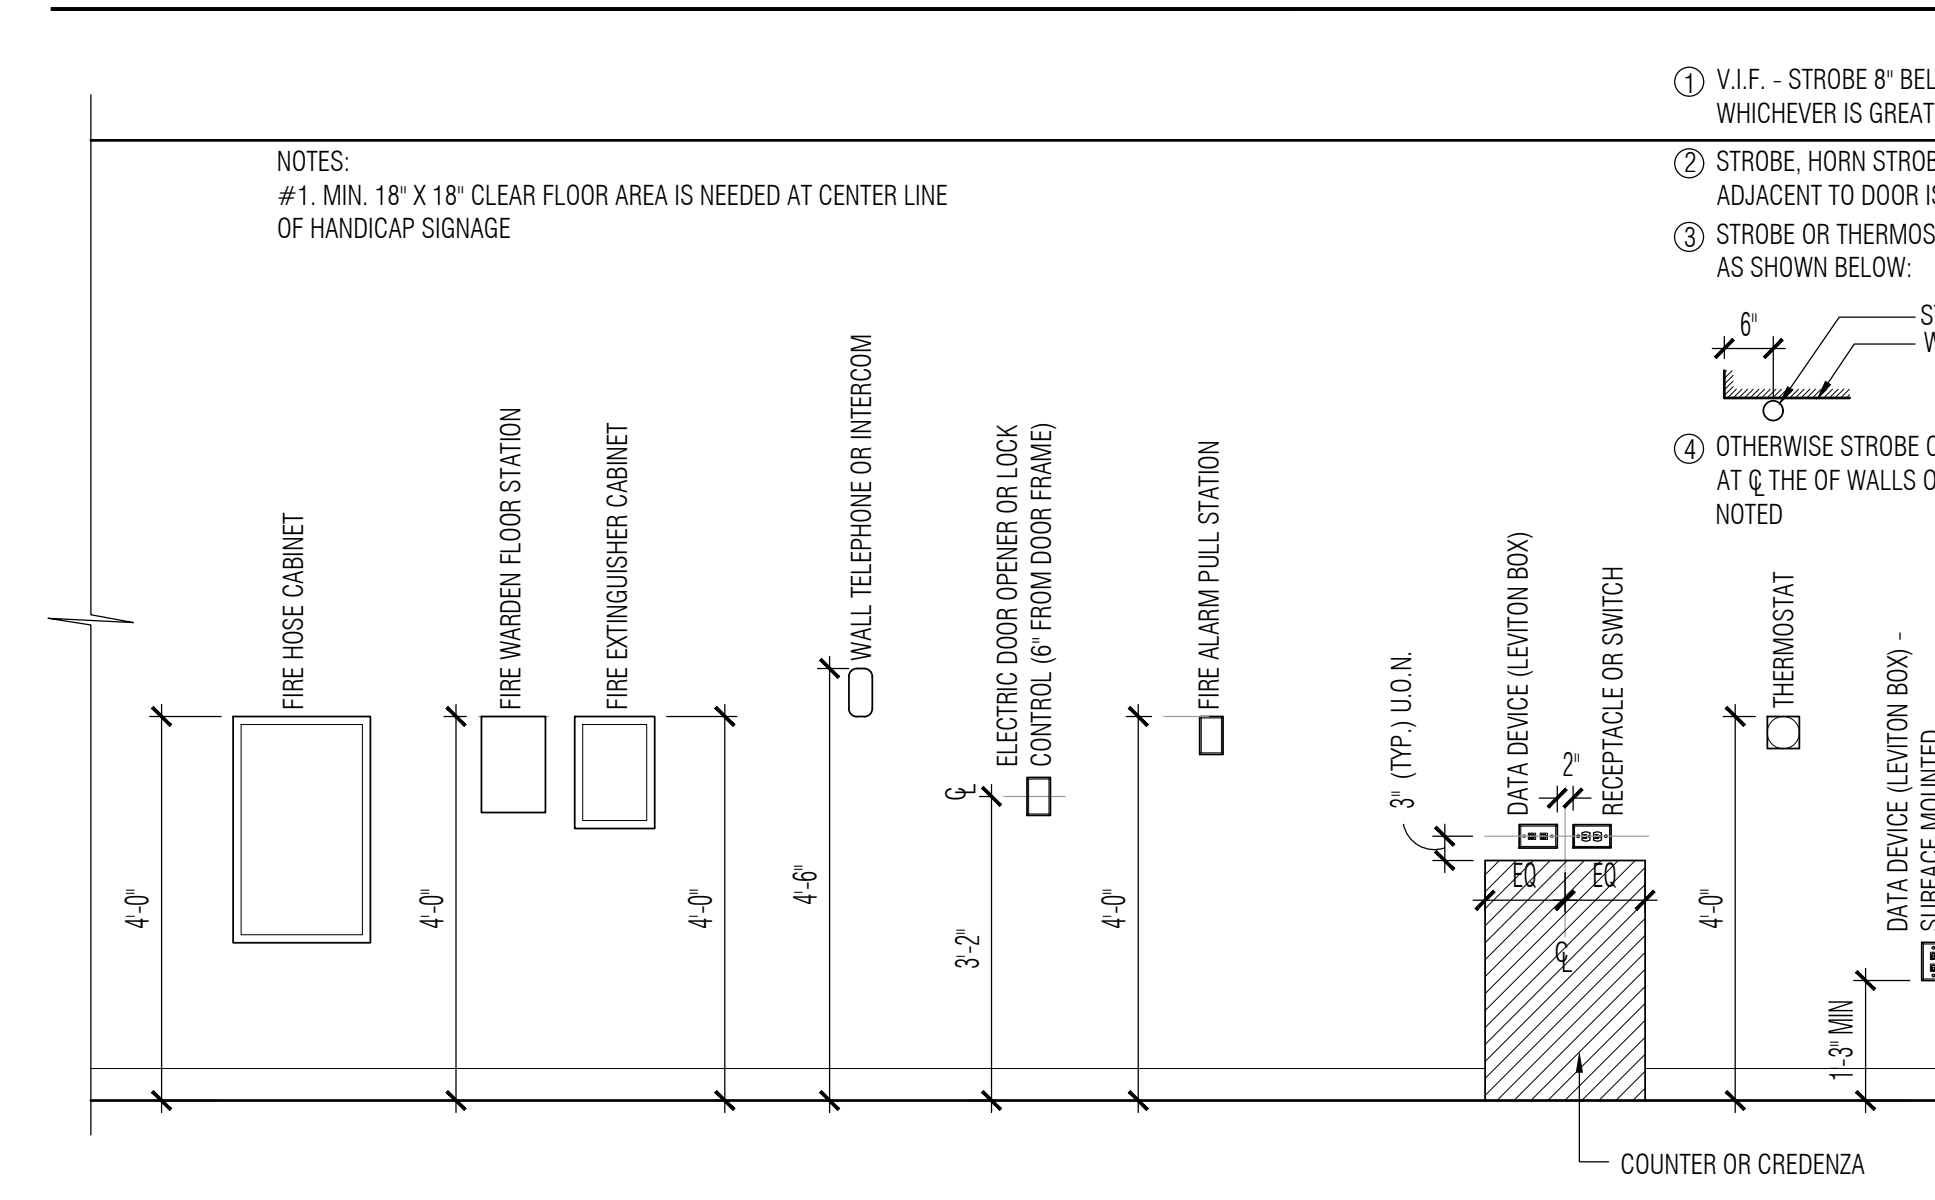 NOTES:
#1. MIN. 18" X 18" CLEAR FLOOR AREA IS NEEDED AT CENTER LINE
OF HANDICAP SIGNAGE
1 V.I.F. - STROBE 8" BEL
WHICHEVER IS GREAT
2 STROBE, HORN STROB
ADJACENT TO DOOR IS
3 STROBE OR THERMOS
AS SHOWN BELOW:
6"
ST
W
4 OTHERWISE STROBE O
AT ℄ THE OF WALLS O
NOTED
FIRE HOSE CABINET
4'-0"
FIRE WARDEN FLOOR STATION
4'-0"
FIRE EXTINGUISHER CABINET
4'-0"
WALL TELEPHONE OR INTERCOM
4'-6"
ELECTRIC DOOR OPENER OR LOCK
CONTROL (6" FROM DOOR FRAME)
℄
3'-2"
FIRE ALARM PULL STATION
4'-0"
3" (TYP.) U.O.N.
DATA DEVICE (LEVITON BOX)
2"
RECEPTACLE OR SWITCH
EQ
EQ
℄
COUNTER OR CREDENZA
THERMOSTAT
4'-0"
DATA DEVICE (LEVITON BOX) -
SURFACE MOUNTED
1'-3" MIN